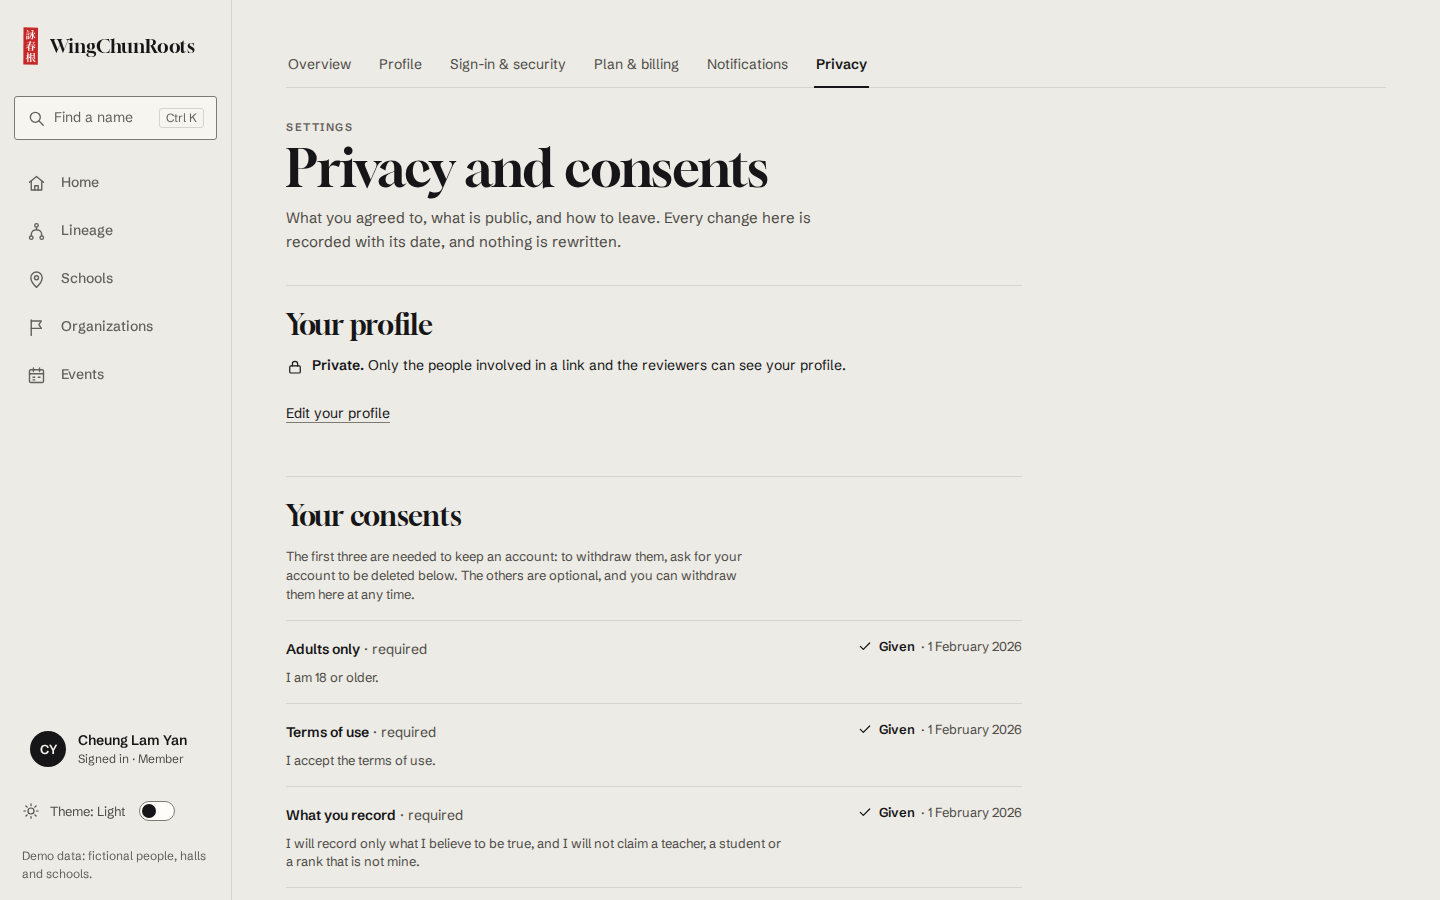 詠春根
WingChunRoots
Find a name
Ctrl K
Home
Lineage
Schools
Organizations
Events
CY
Cheung Lam Yan
Signed in · Member
Theme: Light
Demo data: fictional people, halls
and schools.
Overview
Profile
Sign-in & security
Plan & billing
Notifications
Privacy
SETTINGS
Privacy and consents
What you agreed to, what is public, and how to leave. Every change here is
recorded with its date, and nothing is rewritten.
Your profile
Private. Only the people involved in a link and the reviewers can see your profile.
Edit your profile
Your consents
The first three are needed to keep an account: to withdraw them, ask for your
account to be deleted below. The others are optional, and you can withdraw
them here at any time.
Adults only · required
Given · 1 February 2026
I am 18 or older.
Terms of use · required
Given · 1 February 2026
I accept the terms of use.
What you record · required
Given · 1 February 2026
I will record only what I believe to be true, and I will not claim a teacher, a student or
a rank that is not mine.